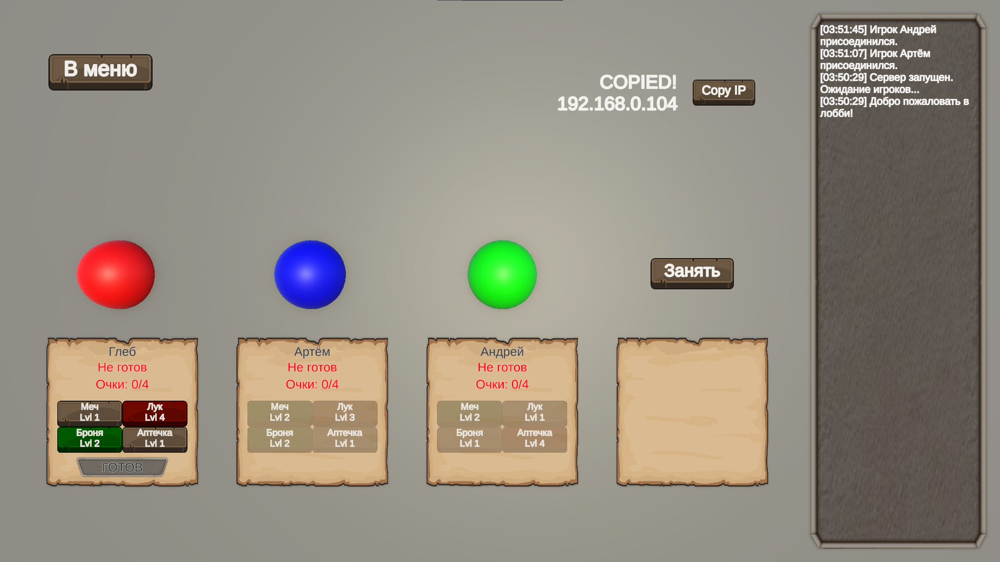 В меню
COPIED!
192.168.0.104
Copy IP
[03:51:45] Игрок Андрей
присоединился.
[03:51:07] Игрок Артём
присоединился.
[03:50:29] Сервер запущен.
Ожидание игроков...
[03:50:29] Добро пожаловать в
лобби!
Занять
Глеб
Не готов
Очки: 0/4
Меч
Lvl 1
Лук
Lvl 4
Броня
Lvl 2
Аптечка
Lvl 1
ГОТОВ
Артём
Не готов
Очки: 0/4
Меч
Lvl 2
Лук
Lvl 3
Броня
Lvl 2
Аптечка
Lvl 1
Андрей
Не готов
Очки: 0/4
Меч
Lvl 2
Лук
Lvl 1
Броня
Lvl 1
Аптечка
Lvl 4